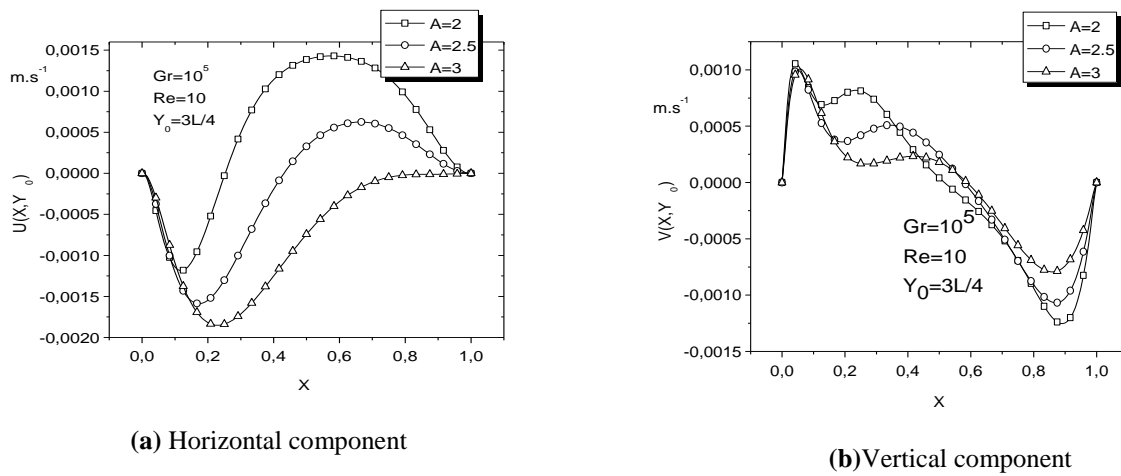 A=2
A=2.5
A=3
0,0015
0,0010
0,0005
0,0000
-0,0005
-0,0010
-0,0015
-0,0020
m.s-1
U(X,Y0)
Gr=10^5
Re=10
Y0=3L/4
0,0 0,2 0,4 0,6 0,8 1,0
X
(a) Horizontal component
A=2
A=2.5
A=3
0,0010
0,0005
0,0000
-0,0005
-0,0010
-0,0015
m.s-1
V(X,Y0)
Gr=10^5
Re=10
Y0=3L/4
0,0 0,2 0,4 0,6 0,8 1,0
X
(b)Vertical component